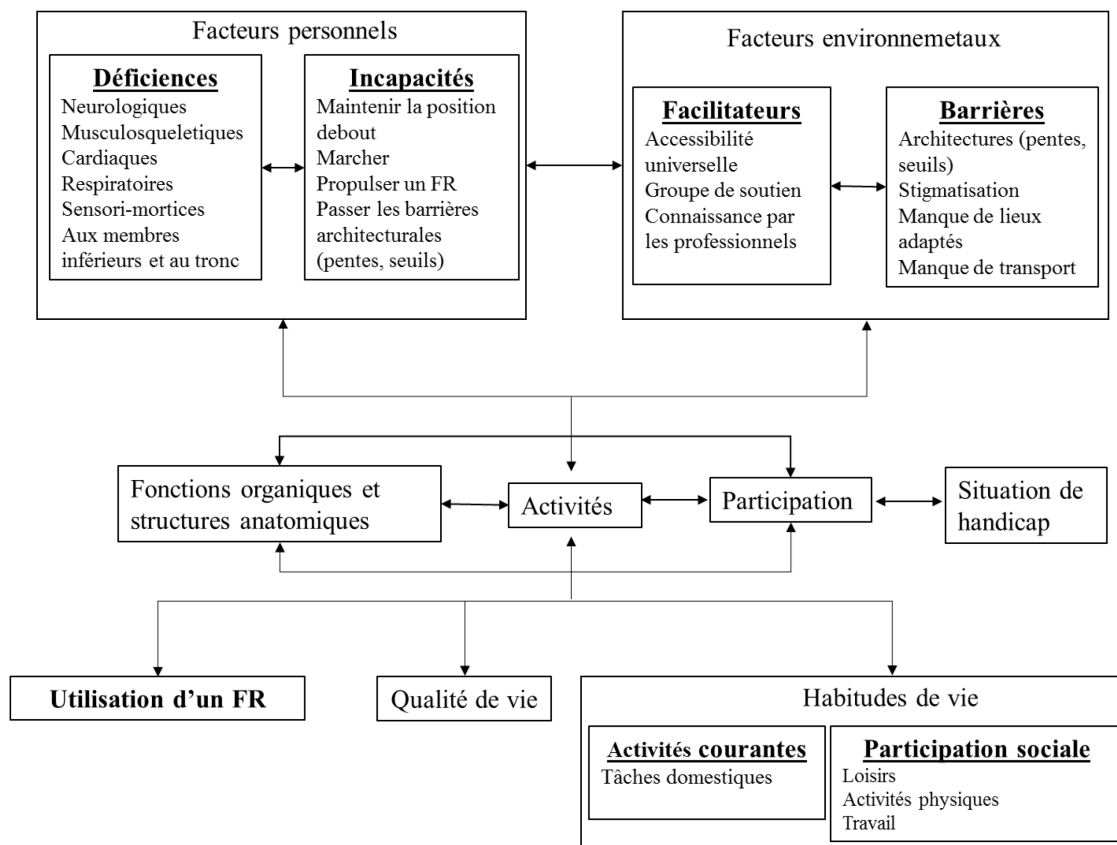 Facteurs personnels
Déficiences
Neurologiques
Musculosqueletiques
Cardiaques
Respiratoires
Sensori-mortices
Aux membres
inférieurs et au tronc
Incapacités
Maintenir la position
debout
Marcher
Propulser un FR
Passer les barrières
architecturales
(pentes, seuils)
Facteurs environnemetaux
Facilitateurs
Accessibilité
universelle
Groupe de soutien
Connaissance par
les professionnels
Barrières
Architectures (pentes,
seuils)
Stigmatisation
Manque de lieux
adaptés
Manque de transport
Fonctions organiques et
structures anatomiques
Activités
Participation
Situation de
handicap
Utilisation d’un FR
Qualité de vie
Habitudes de vie
Activités courantes
Tâches domestiques
Participation sociale
Loisirs
Activités physiques
Travail